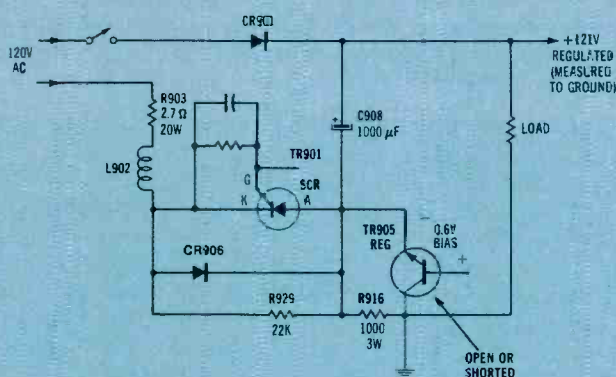 CR90
120V
AC
+121V
REGULATED
(MEASURED
TO GROUND)
R903
2.7 Ω
20W
L902
C908
1000 µF
+
LOAD
TR901
G
SCR
K
A
TR905
REG
−
0.6V
BIAS
+
CR906
R929
22K
R916
1000
3W
OPEN OR
SHORTED